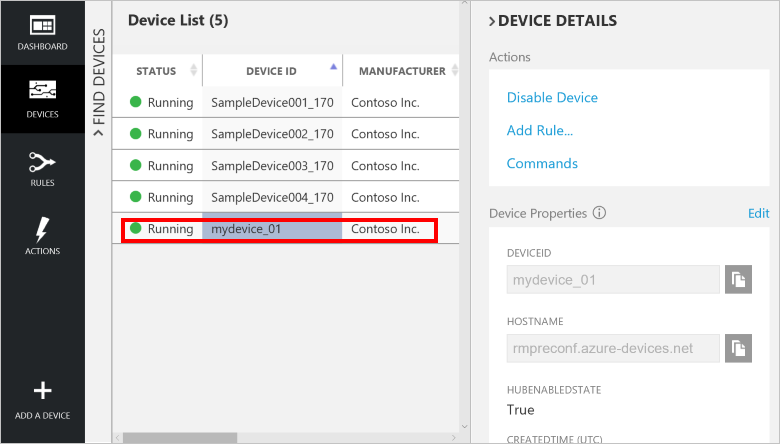 DASHBOARD
DEVICES
RULES
ACTIONS
ADD A DEVICE
FIND DEVICES
Device List (5)
STATUS DEVICE ID MANUFACTURER
Running SampleDevice001_170 Contoso Inc.
Running SampleDevice002_170 Contoso Inc.
Running SampleDevice003_170 Contoso Inc.
Running SampleDevice004_170 Contoso Inc.
Running mydevice_01 Contoso Inc.
DEVICE DETAILS
Actions
Disable Device
Add Rule...
Commands
Device Properties Edit
DEVICEID
mydevice_01
HOSTNAME
rmpreconf.azure-devices.net
HUBENABLEDSTATE
True
CREATEDTIME (UTC)